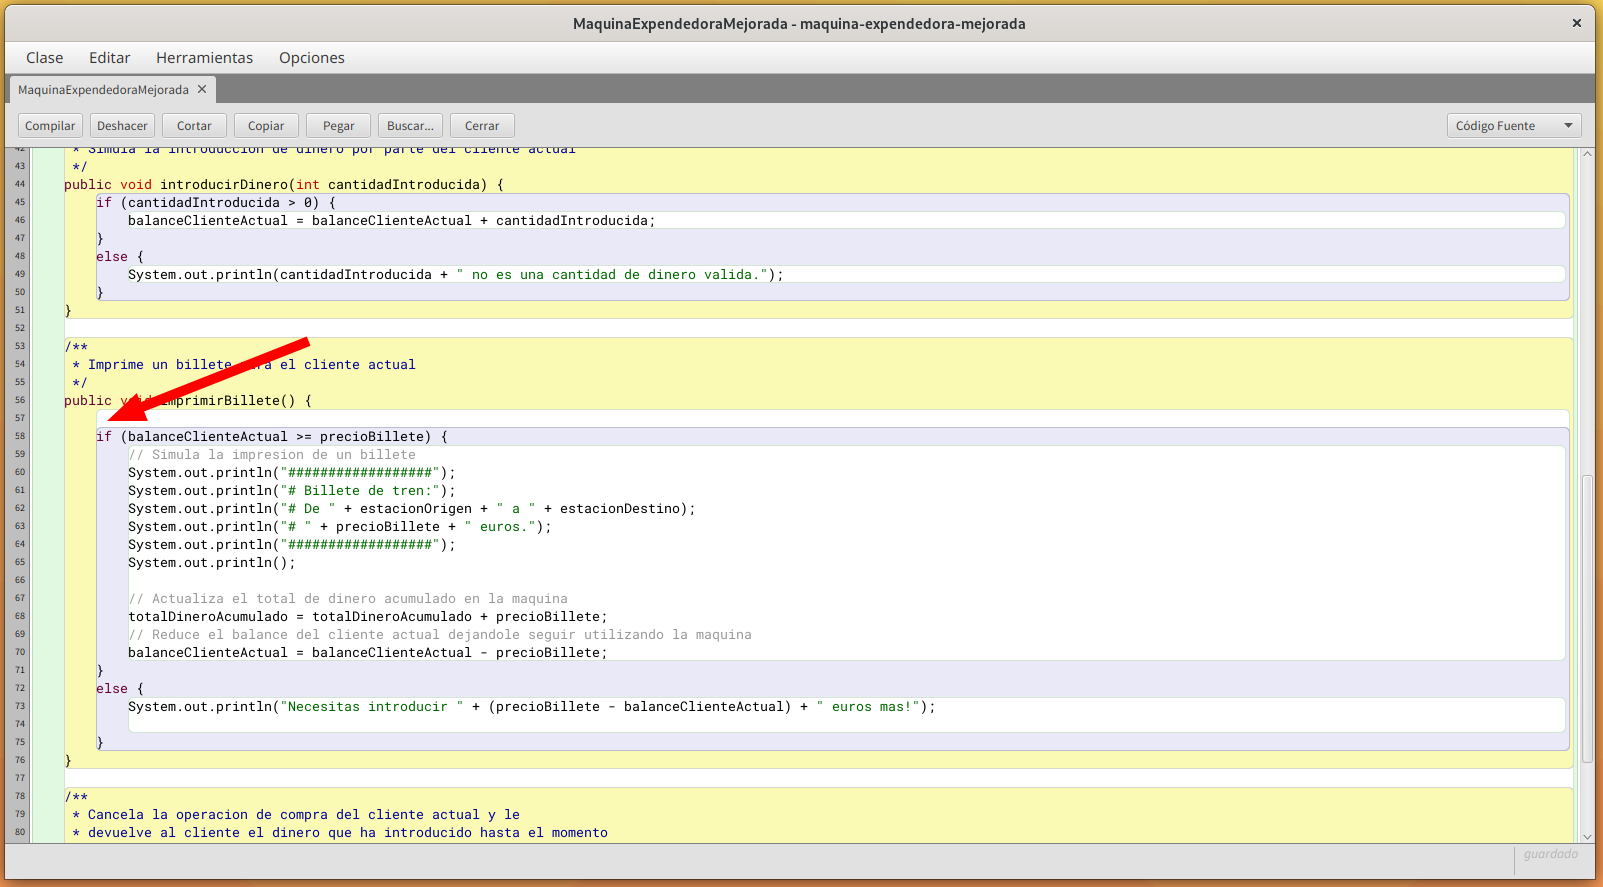 MaquinaExpendedoraMejorada - maquina-expendedora-mejorada
Clase Editar Herramientas Opciones
MaquinaExpendedoraMejorada
Compilar Deshacer Cortar Copiar Pegar Buscar... Cerrar Código Fuente
42 * Simula la introduccion de dinero por parte del cliente actual
43 */
44 public void introducirDinero(int cantidadIntroducida) {
45 if (cantidadIntroducida > 0) {
46 balanceClienteActual = balanceClienteActual + cantidadIntroducida;
47 }
48 else {
49 System.out.println(cantidadIntroducida + " no es una cantidad de dinero valida.");
50 }
51 }
52
53 /**
54 * Imprime un billete para el cliente actual
55 */
56 public void imprimirBillete() {
57
58 if (balanceClienteActual >= precioBillete) {
59 // Simula la impresion de un billete
60 System.out.println("##################");
61 System.out.println("# Billete de tren:");
62 System.out.println("# De " + estacionOrigen + " a " + estacionDestino);
63 System.out.println("# " + precioBillete + " euros.");
64 System.out.println("##################");
65 System.out.println();
66
67 // Actualiza el total de dinero acumulado en la maquina
68 totalDineroAcumulado = totalDineroAcumulado + precioBillete;
69 // Reduce el balance del cliente actual dejandole seguir utilizando la maquina
70 balanceClienteActual = balanceClienteActual - precioBillete;
71 }
72 else {
73 System.out.println("Necesitas introducir " + (precioBillete - balanceClienteActual) + " euros mas!");
74
75 }
76 }
77
78 /**
79 * Cancela la operacion de compra del cliente actual y le
80 * devuelve al cliente el dinero que ha introducido hasta el momento
guardado